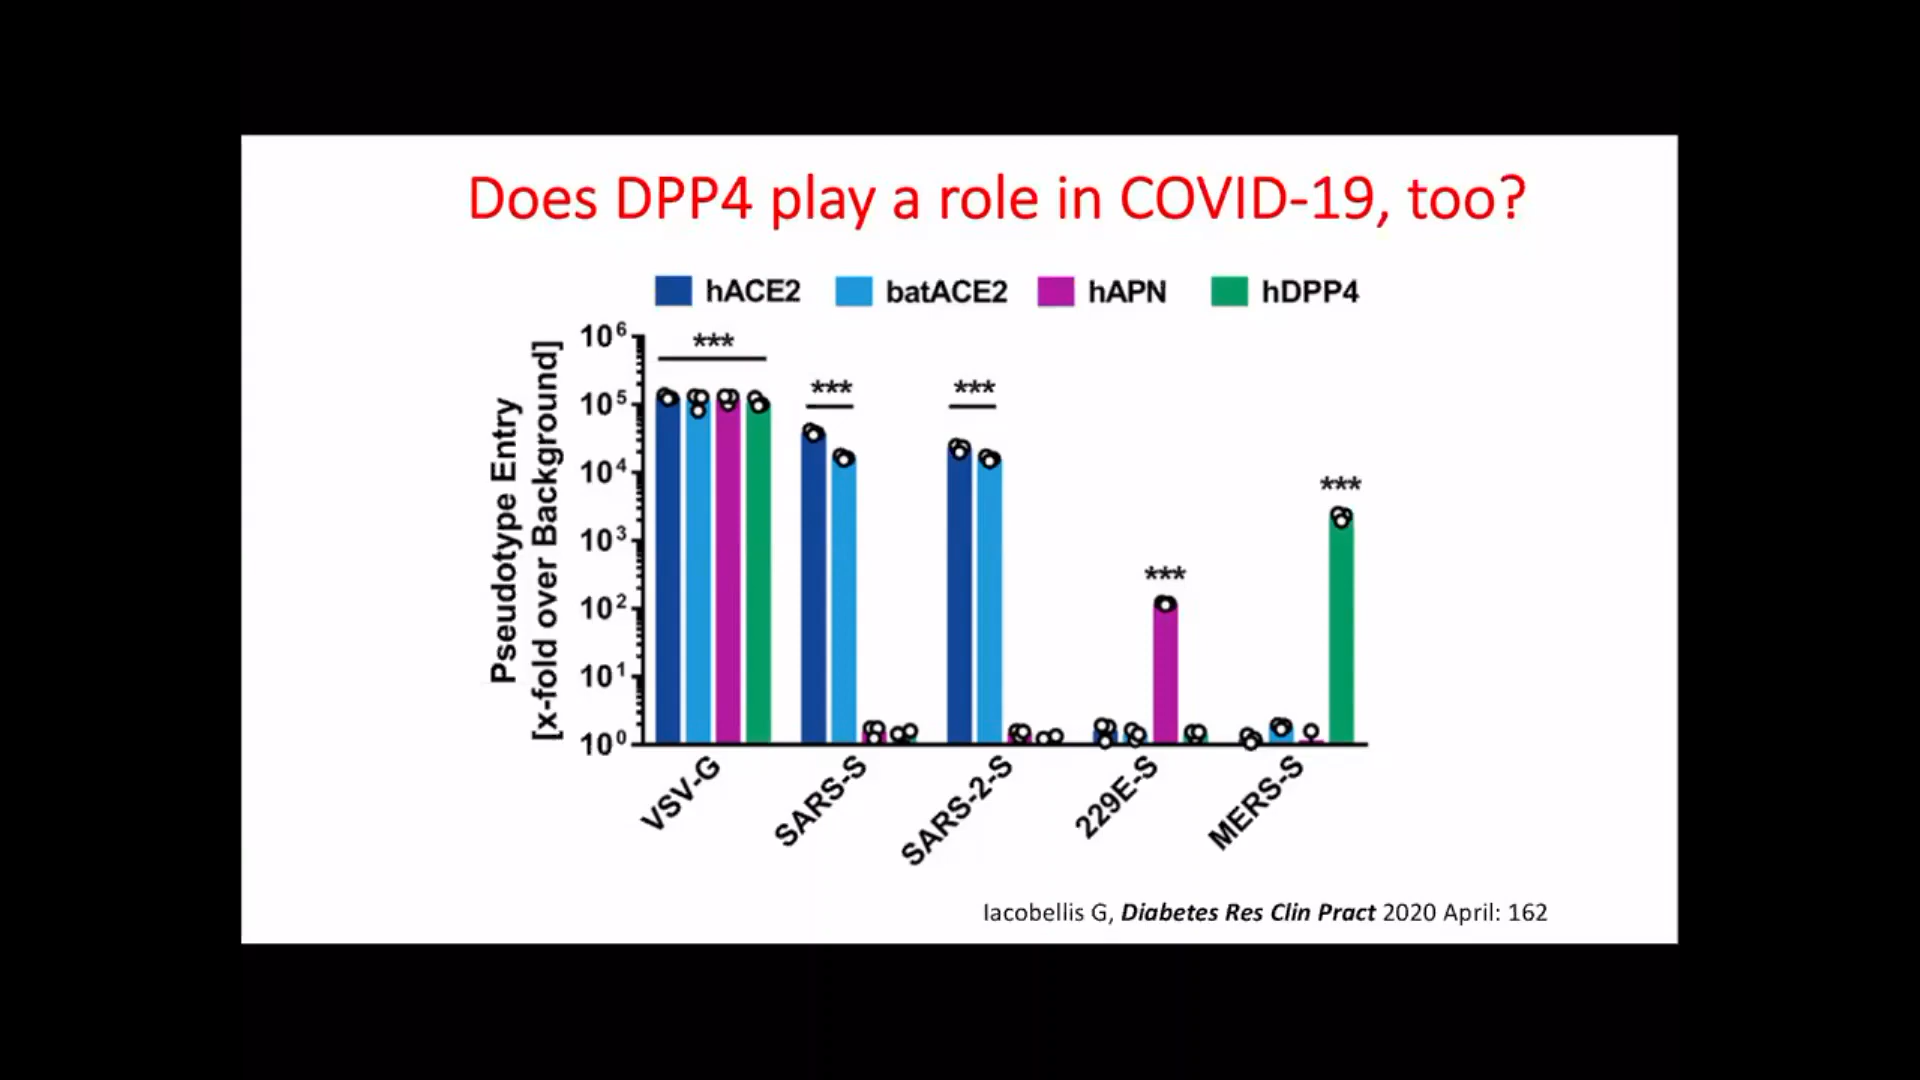 Does DPP4 play a role in COVID-19, too?
hACE2 batACE2 hAPN hDPP4
Pseudotype Entry
[x-fold over Background]
10⁶
10⁵
10⁴
10³
10²
10¹
10⁰
***
***
***
***
***
VSV-G
SARS-S
SARS-2-S
229E-S
MERS-S
Iacobellis G, Diabetes Res Clin Pract 2020 April: 162